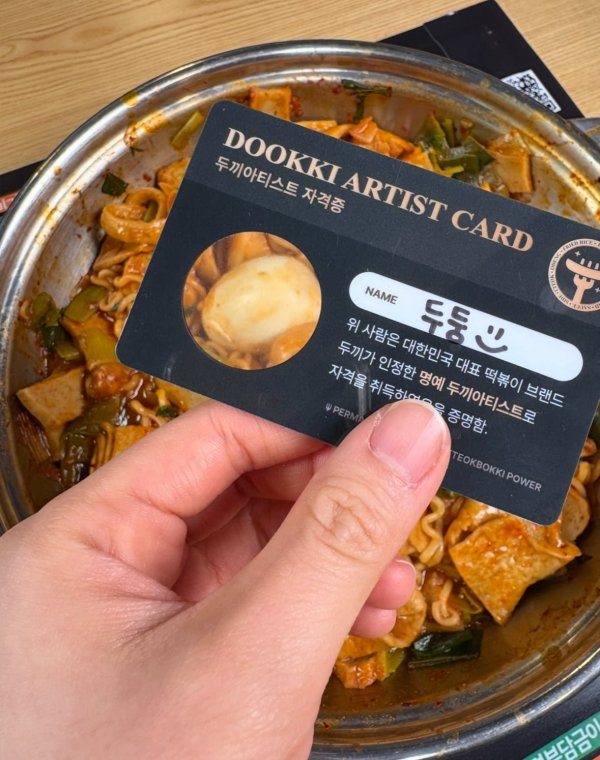 DOOKKI ARTIST CARD
두끼아티스트 자격증
NAME 두둥
위 사람은 대한민국 대표 떡볶이 브랜드
두끼가 인정한 명예 두끼아티스트로
자격을 취득하였음을 증명함.
TEOKBOKKI POWER
FRIED RICE